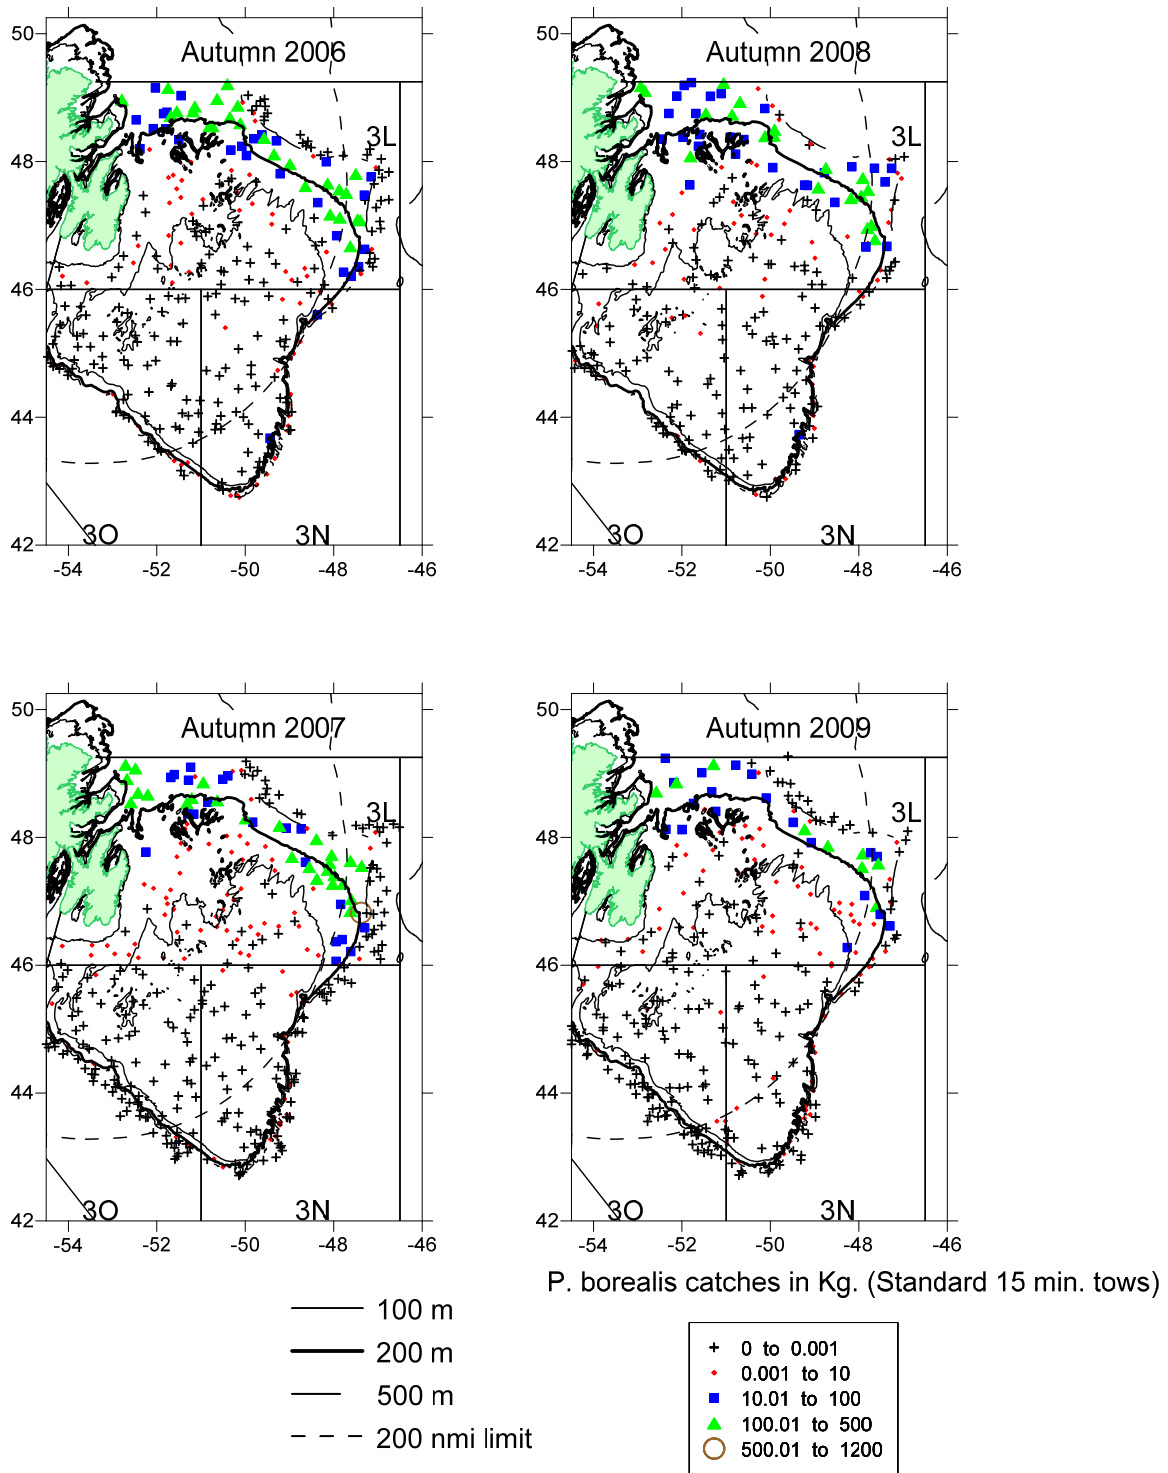 50
Autumn 2006
3L
48
46
44
3O
3N
42
-54
-52
-50
-48
-46
50
Autumn 2008
3L
48
46
44
3O
3N
42
-54
-52
-50
-48
-46
50
Autumn 2007
3L
48
46
44
3O
3N
42
-54
-52
-50
-48
-46
50
Autumn 2009
3L
48
46
44
3O
3N
42
-54
-52
-50
-48
-46
P. borealis catches in Kg. (Standard 15 min. tows)
100 m
200 m
500 m
200 nmi limit
0 to 0.001
0.001 to 10
10.01 to 100
100.01 to 500
500.01 to 1200